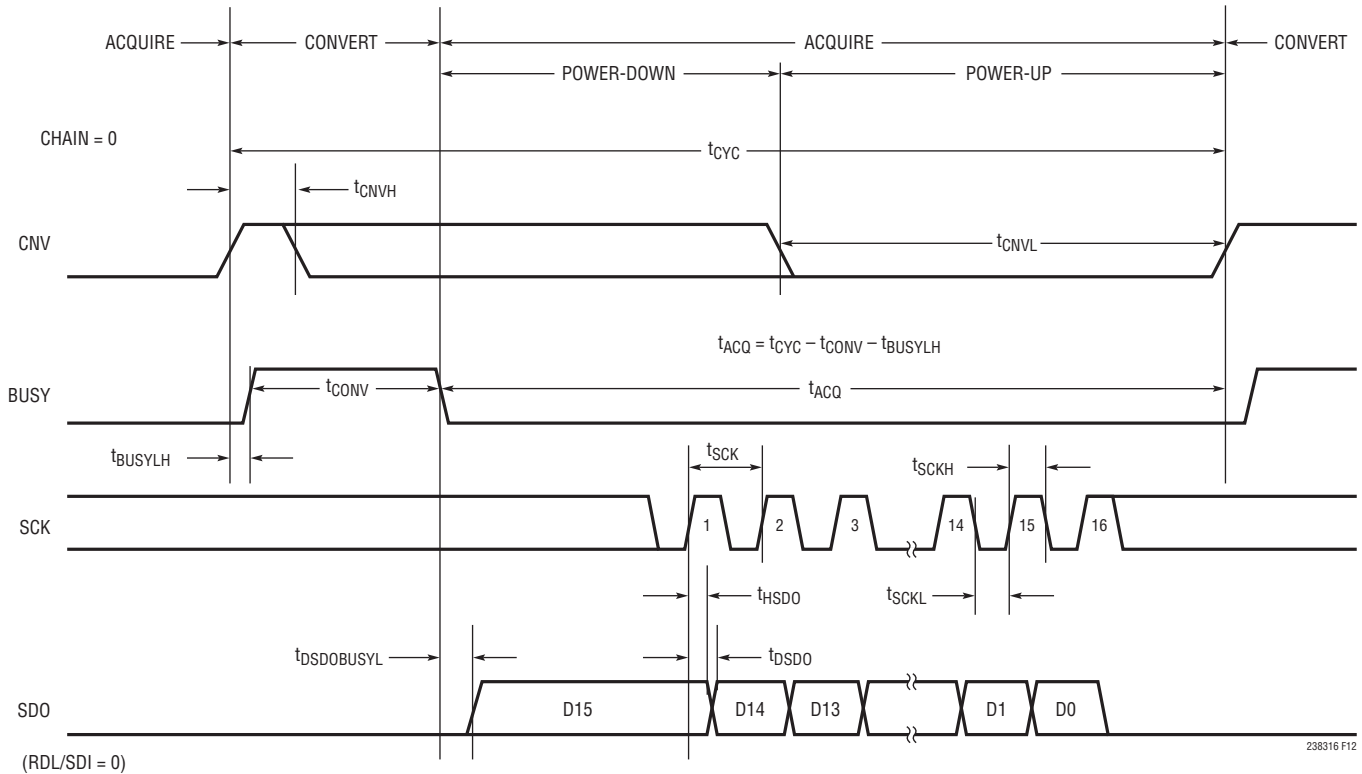 ACQUIRE CONVERT ACQUIRE CONVERT
POWER-DOWN POWER-UP
CHAIN = 0
tCYC
tCNVH
CNV
tCNVL
tACQ = tCYC – tCONV – tBUSYLH
BUSY
tCONV
tACQ
tBUSYLH
tSCK
tSCKH
SCK
1 2 3 14 15 16
tHSDO
tSCKL
tDSDOBUSYL
tDSDO
SDO
D15 D14 D13 D1 D0
238316 F12
(RDL/SDI = 0)